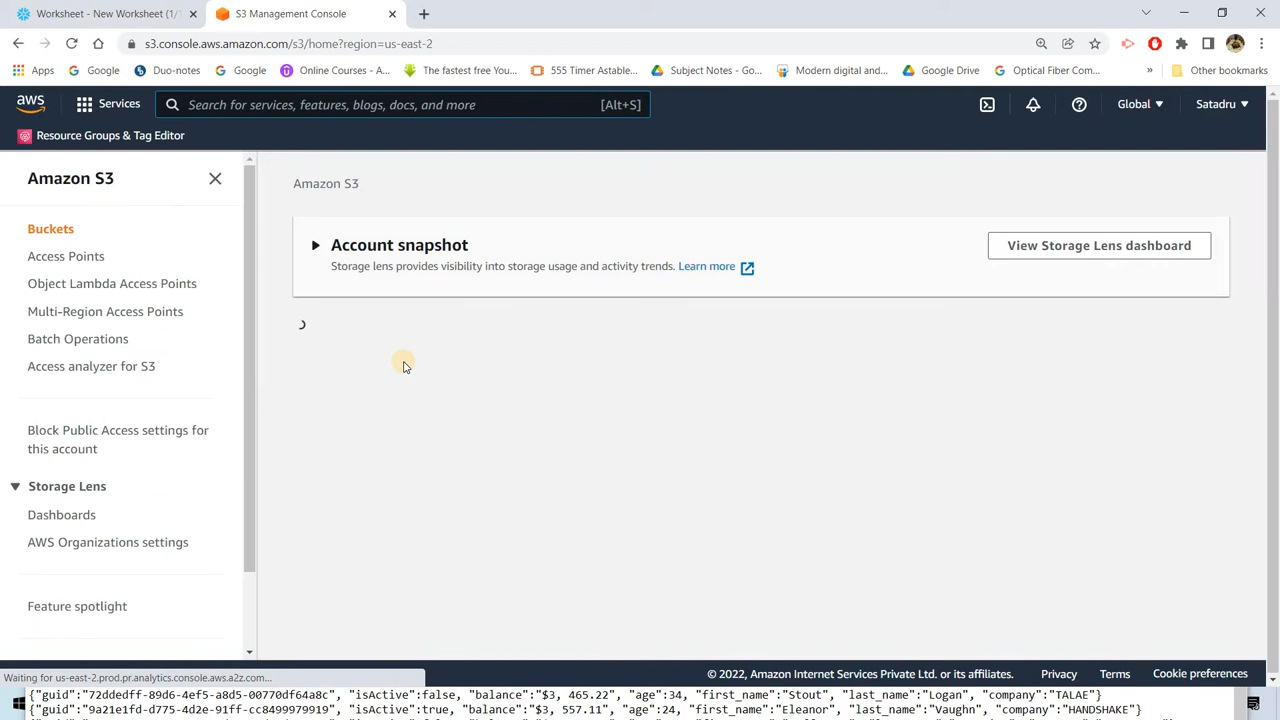 Worksheet - New Worksheet (1/
S3 Management Console
s3.console.aws.amazon.com/s3/home?region=us-east-2
Apps
Google
Duo-notes
Google
Online Courses - A...
The fastest free You...
555 Timer Astable...
Subject Notes - Go...
Modern digital and...
Google Drive
Optical Fiber Com...
»
Other bookmarks
aws
Services
Search for services, features, blogs, docs, and more
[Alt+S]
Global
Satadru
Resource Groups & Tag Editor
Amazon S3
Buckets
Access Points
Object Lambda Access Points
Multi-Region Access Points
Batch Operations
Access analyzer for S3
Block Public Access settings for
this account
Storage Lens
Dashboards
AWS Organizations settings
Feature spotlight
Amazon S3
Account snapshot
View Storage Lens dashboard
Storage lens provides visibility into storage usage and activity trends. Learn more
Waiting for us-east-2.prod.pr.analytics.console.aws.a2z.com...
© 2022, Amazon Internet Services Private Ltd. or its affiliates.
Privacy
Terms
Cookie preferences
{"guid":"72ddedff-89d6-4ef5-a8d5-00770df64a8c", "isActive":false, "balance":"$3, 465.22", "age":34, "first_name":"Stout", "last_name":"Logan", "company":"TALAE"}
{"guid":"9a21e1fd-d775-4d2e-91ff-cc8499979919", "isActive":true, "balance":"$3, 557.11", "age":24, "first_name":"Eleanor", "last_name":"Vaughn", "company":"HANDSHAKE"}